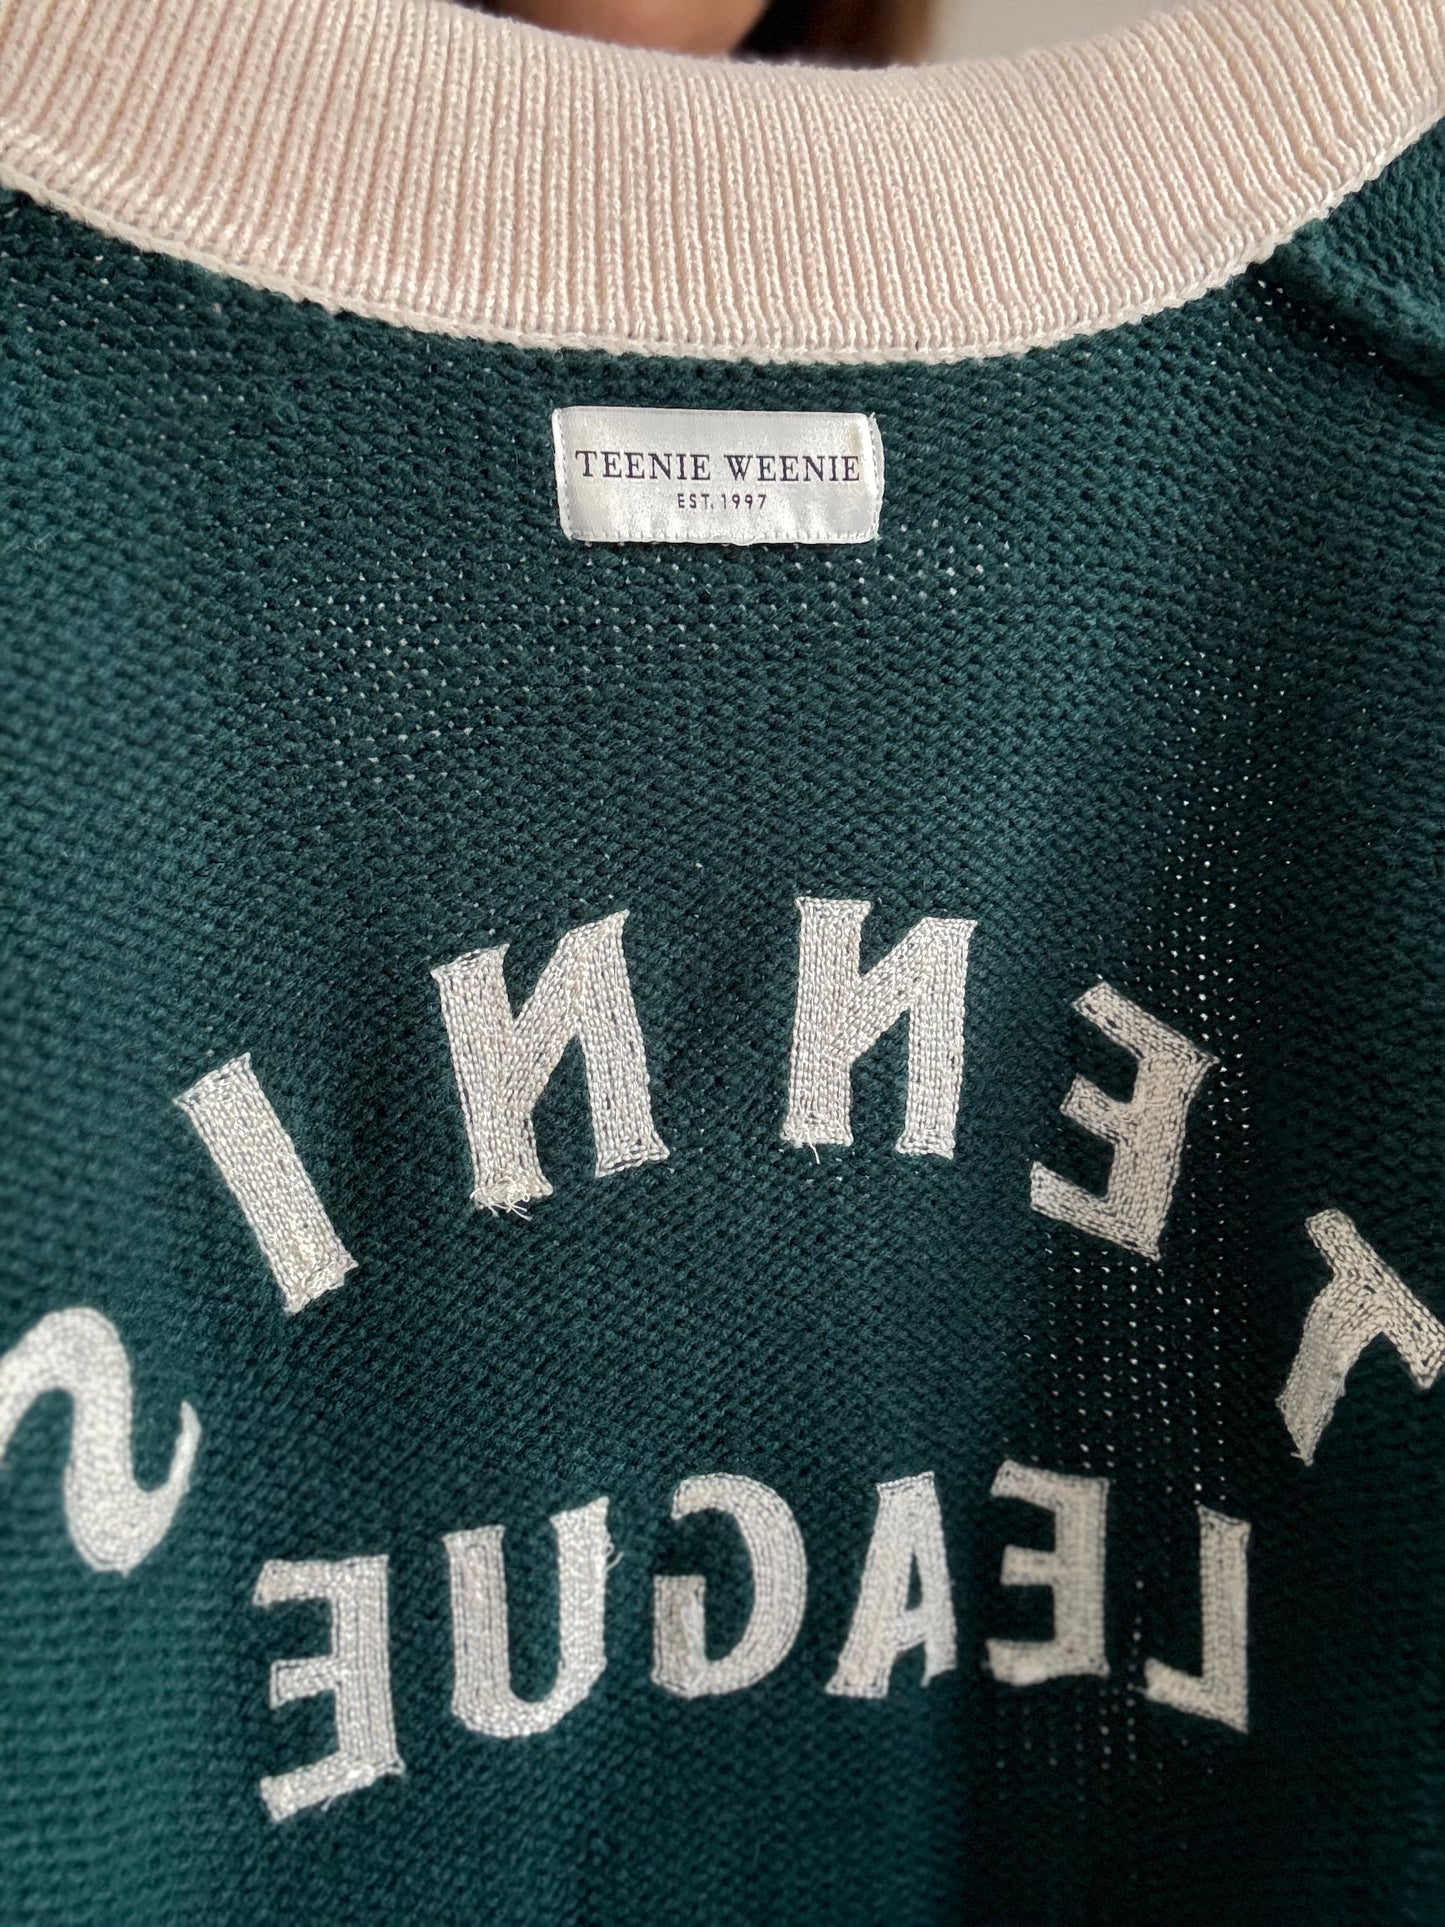 TEENIE WEENIE
EST. 1997
TENNIS
LEAGUE